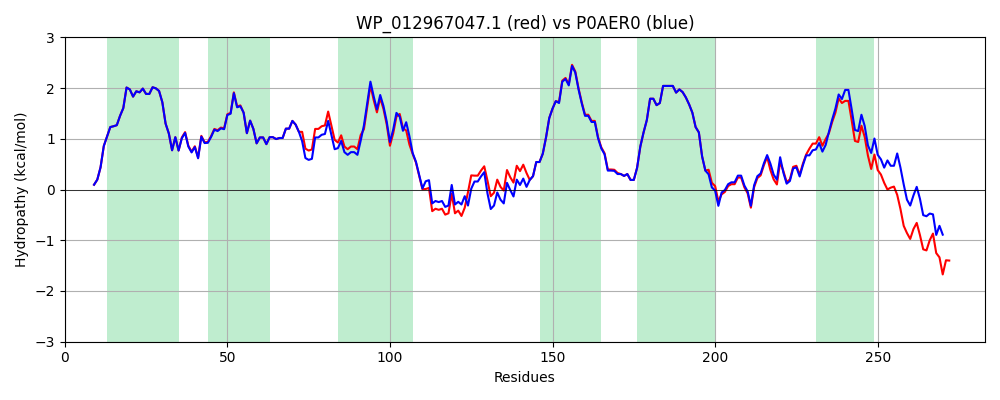 WP_012967047.1 (red) vs P0AER0 (blue)
Hydropathy (kcal/mol)
3
2
1
0
−1
−2
−3
0 50 100 150 200 250
Residues